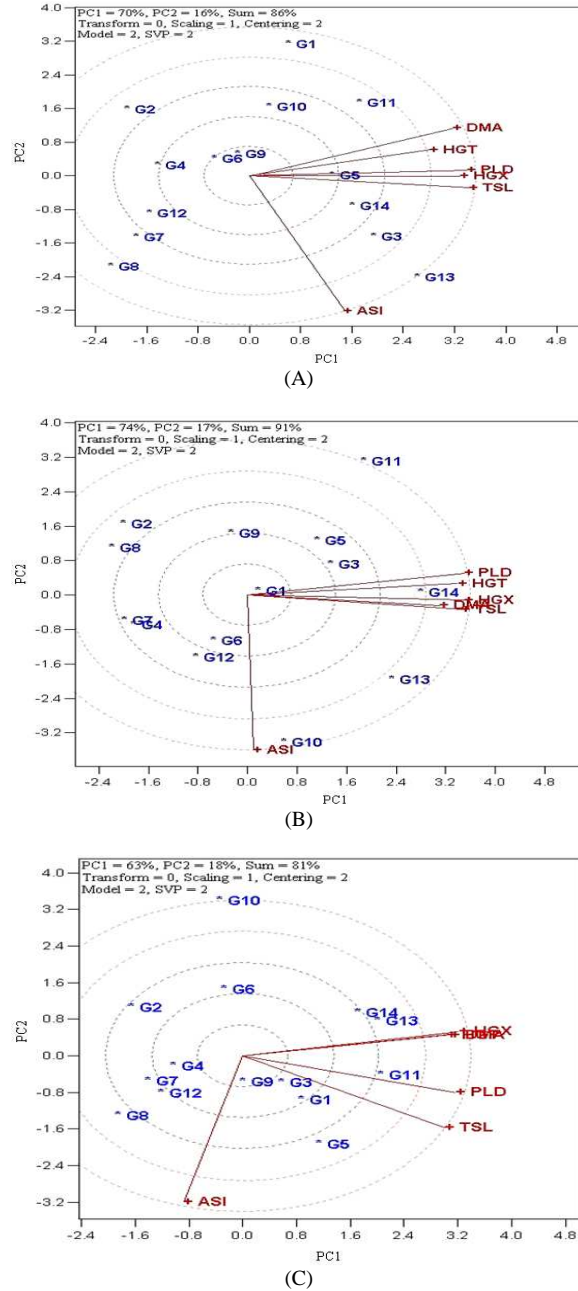 PC1 = 70%, PC2 = 16%, Sum = 86%
Transform = 0, Scaling = 1, Centering = 2
Model = 2, SVP = 2
3.2
2.4
1.6
0.8
0.0
-0.8
-1.6
-2.4
-3.2
PC2
G1
G2
G10
G11
DMA
HGT
G9
G6
G4
PLD
G5
HGX
TSL
G14
G12
G7
G3
G8
G13
ASI
-2.4 -1.6 -0.8 0.0 0.8 1.6 2.4 3.2 4.0 4.8
PC1
(A)
PC1 = 74%, PC2 = 17%, Sum = 91%
Transform = 0, Scaling = 1, Centering = 2
Model = 2, SVP = 2
4.0
3.2
2.4
1.6
0.8
0.0
-0.8
-1.6
-2.4
-3.2
PC2
G11
G2
G9
G5
G8
G3
PLD
HGT
G1
G14
HGX
DMA
TSL
G7
G4
G6
G12
G13
G10
ASI
-2.4 -1.6 -0.8 0.0 0.8 1.6 2.4 3.2 4.0 4.8
PC1
(B)
PC1 = 63%, PC2 = 18%, Sum = 81%
Transform = 0, Scaling = 1, Centering = 2
Model = 2, SVP = 2
4.0
3.2
2.4
1.6
0.8
0.0
-0.8
-1.6
-2.4
-3.2
PC2
G10
G6
G2
G14
G13
HGX
G4
G11
G7
G9
G3
G12
PLD
G1
G8
TSL
G5
ASI
-2.4 -1.6 -0.8 0.0 0.8 1.6 2.4 3.2 4.0 4.8
PC1
(C)